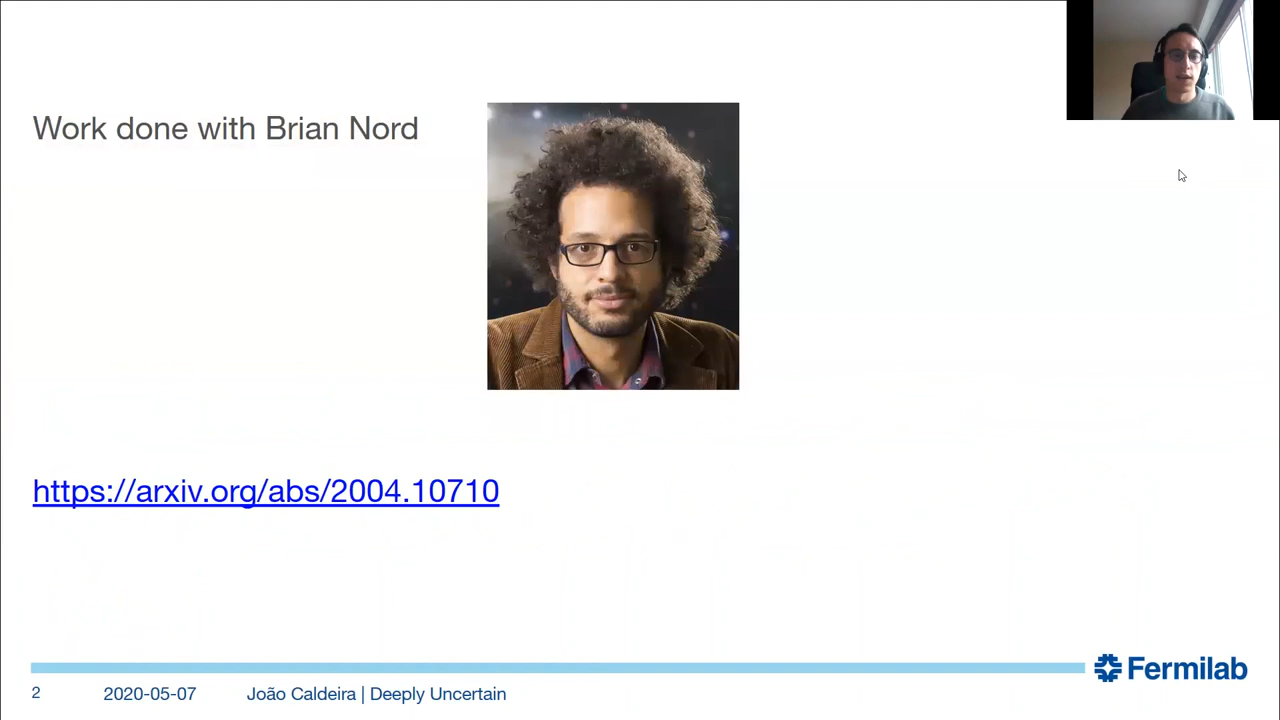 Work done with Brian Nord
https://arxiv.org/abs/2004.10710
Fermilab
2 2020-05-07 João Caldeira | Deeply Uncertain